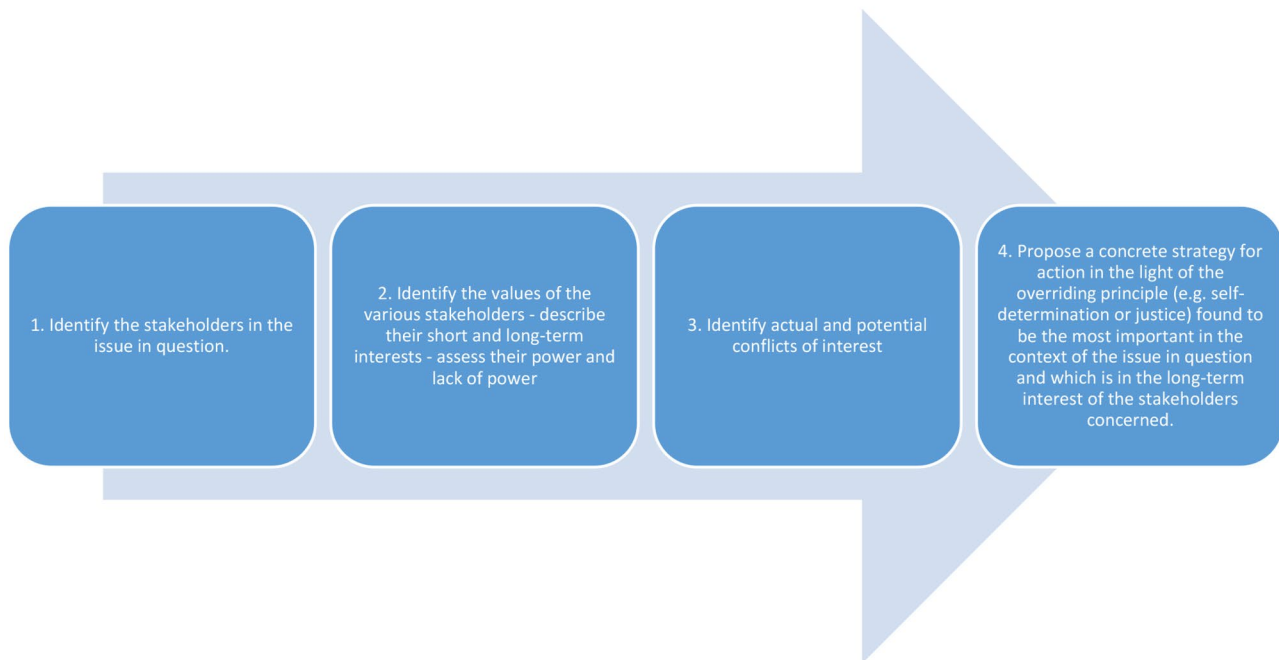 1. Identify the stakeholders in the
issue in question.
2. Identify the values of the
various stakeholders - describe
their short and long-term
interests - assess their power and
lack of power
3. Identify actual and potential
conflicts of interest
4. Propose a concrete strategy for
action in the light of the
overriding principle (e.g. self-
determination or justice) found to
be the most important in the
context of the issue in question
and which is in the long-term
interest of the stakeholders
concerned.